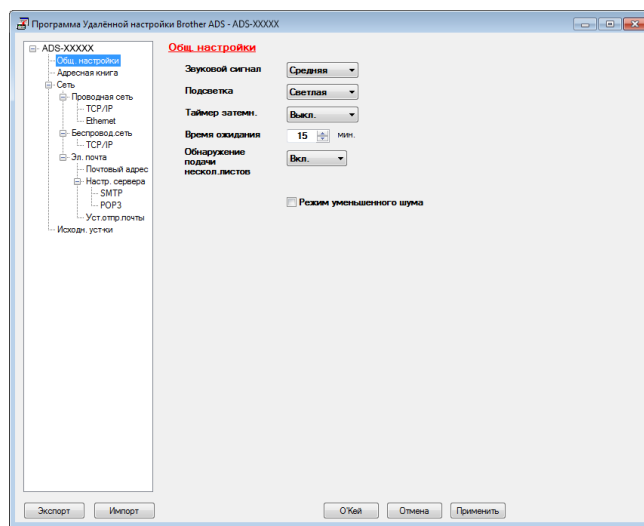 Программа Удалённой настройки Brother ADS - ADS-XXXXX
ADS-XXXXX
Общ. настройки
Адресная книга
Сеть
Проводная сеть
TCP/IP
Ethernet
Беспровод.сеть
TCP/IP
Эл. почта
Почтовый адрес
Настр. сервера
SMTP
POP3
Уст.отпр.почты
Исходн. уст-ки
Общ. настройки
Звуковой сигнал Средняя
Подсветка Светлая
Таймер затемн. Выкл.
Время ожидания 15 мин.
Обнаружение
подачи Вкл.
нескол.листов
Режим уменьшенного шума
Экспорт Импорт О'Кей Отмена Применить